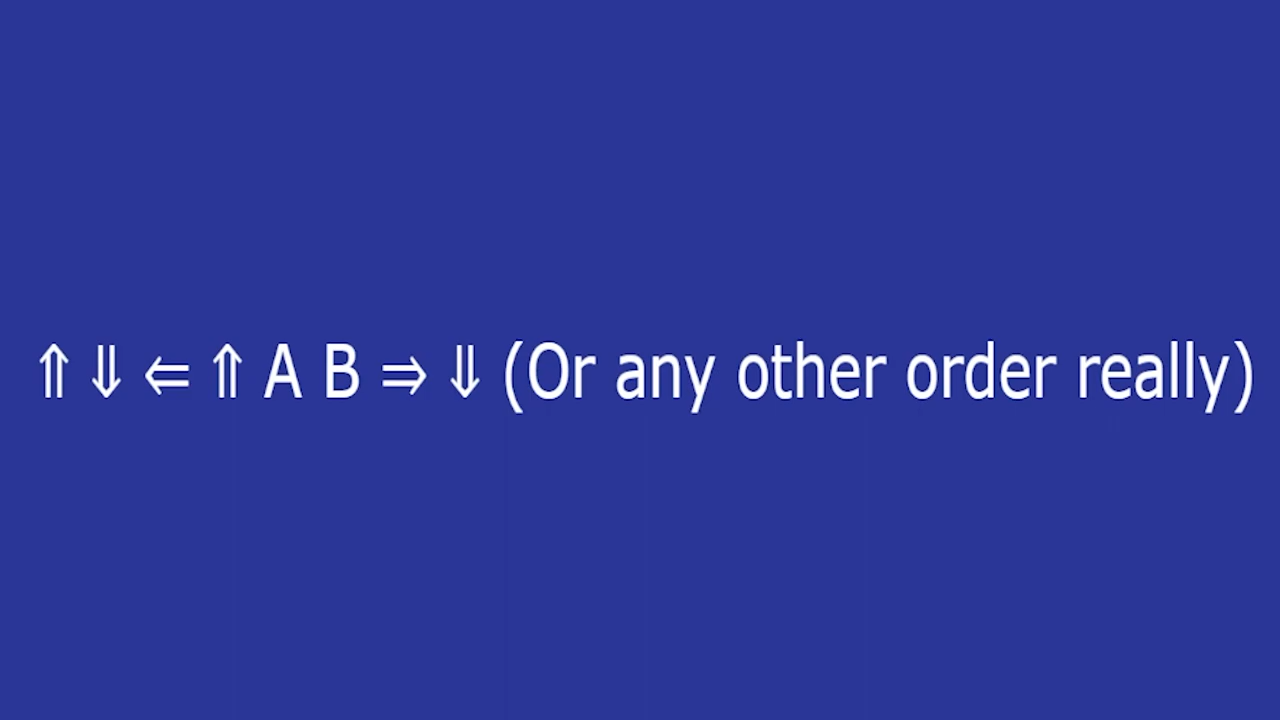 ⇑ ⇓ ⇐ ⇑ A B ⇒ ⇓ (Or any other order really)